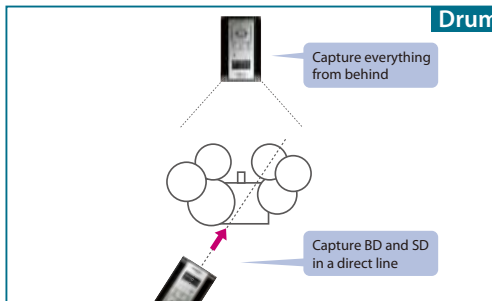 Drum
Capture everything
from behind
Capture BD and SD
in a direct line